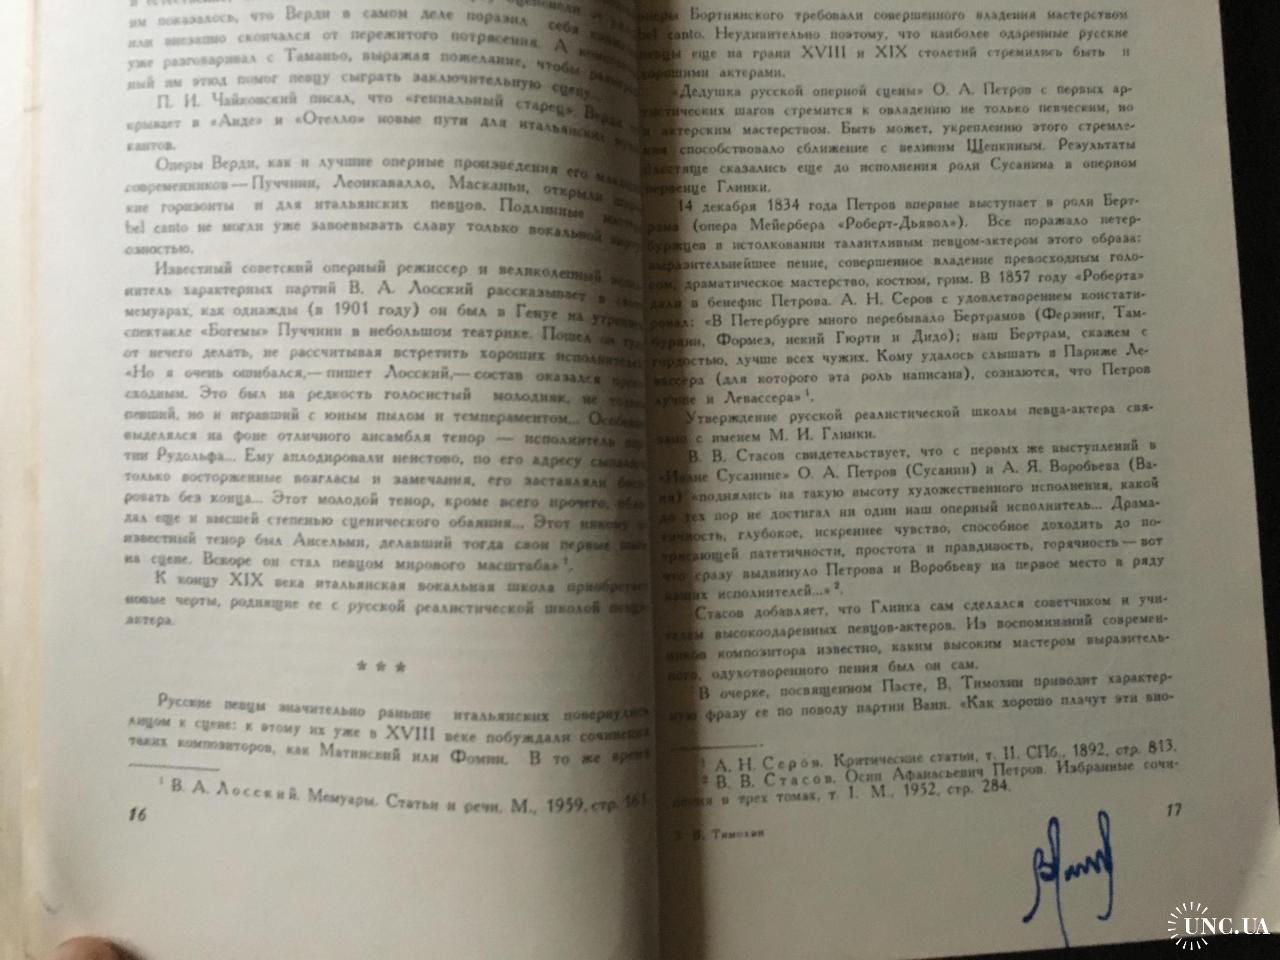 им показалось, что Верди в самом деле поразил себя
или внезапно скончался от пережитого потрясения. А
уже разговаривал с Таманьо, выражая пожелание, чтобы
ный им этюд помог певцу сыграть заключительную сцену...
П. И. Чайковский писал, что «гениальный старец» Верди
крывает в «Аиде» и «Отелло» новые пути для итальянских
кантов.
Оперы Верди, как и лучшие оперные произведения его
современников — Пуччини, Леонкавалло, Масканьи, открыли
кие горизонты и для итальянских певцов. Подлинные
bel canto не могли уже завоевывать славу только вокальной
озностью.
Известный советский оперный режиссер и великолепный
нитель характерных партий В. А. Лосский рассказывает в
мемуарах, как однажды (в 1901 году) он был в Генуе на
спектакле «Богемы» Пуччини в небольшом театрике. Пошел он
от нечего делать, не рассчитывая встретить хороших
«Но я очень ошибался,— пишет Лосский,— состав оказался
сходным. Это был на редкость голосистый молодняк, не только
певший, но и игравший с юным пылом и темпераментом...
выделялся на фоне отличного ансамбля тенор — исполнитель
тии Рудольфа... Ему аплодировали неистово, по его адресу
только восторженные возгласы и замечания, его заставляли
ровать без конца... Этот молодой тенор, кроме всего прочего,
дал еще и высшей степенью сценического обаяния... Этот никому
известный тенор был Ансельми, делавший тогда свои первые шаги
на сцене. Вскоре он стал певцом мирового масштаба» ¹.
К концу XIX века итальянская вокальная школа приобретает
новые черты, роднящие ее с русской реалистической школой
актера.
* * *
Русские певцы значительно раньше итальянских повернулись
лицом к сцене: к этому их уже в XVIII веке побуждали сочинения
таких композиторов, как Матинский или Фомин. В то же время
¹ В. А. Лосский. Мемуары. Статьи и речи. М., 1959, стр. 161.
16
оперы Бортнянского требовали совершенного владения мастерством
bel canto. Неудивительно поэтому, что наиболее одаренные русские
певцы еще на грани XVIII и XIX столетий стремились быть и
хорошими актерами.
«Дедушка русской оперной сцены» О. А. Петров с первых ар-
тистических шагов стремится к овладению не только певческим, но
и актерским мастерством. Быть может, укреплению этого стремле-
ния способствовало сближение с великим Щепкиным. Результаты
блестяще сказались еще до исполнения роли Сусанина в оперном
первенце Глинки.
14 декабря 1834 года Петров впервые выступает в роли Берт-
рама (опера Мейербера «Роберт-Дьявол»). Все поражало петер-
буржцев в истолковании талантливым певцом-актером этого образа:
выразительнейшее пение, совершенное владение превосходным голо-
сом, драматическое мастерство, костюм, грим. В 1857 году «Роберта»
дали в бенефис Петрова. А. Н. Серов с удовлетворением констати-
ровал: «В Петербурге много перебывало Бертрамов (Ферзинг, Там-
бурини, Формез, некий Гюрти и Дидо); наш Бертрам, скажем с
гордостью, лучше всех чужих. Кому удалось слышать в Париже Ле-
вассера (для которого эта роль написана), сознаются, что Петров
лучше и Левассера» ¹.
Утверждение русской реалистической школы певца-актера свя-
зано с именем М. И. Глинки.
В. В. Стасов свидетельствует, что с первых же выступлений в
«Иване Сусанине» О. А. Петров (Сусанин) и А. Я. Воробьева (Ва-
ня) «поднялись на такую высоту художественного исполнения, какой
до тех пор не достигал ни один наш оперный исполнитель... Драма-
тичность, глубокое, искреннее чувство, способное доходить до по-
трясающей патетичности, простота и правдивость, горячность — вот
что сразу выдвинуло Петрова и Воробьеву на первое место в ряду
наших исполнителей...» ².
Стасов добавляет, что Глинка сам сделался советчиком и учи-
телем высокоодаренных певцов-актеров. Из воспоминаний современ-
ников композитора известно, каким высоким мастером выразитель-
ного, одухотворенного пения был он сам.
В очерке, посвященном Пасте, В. Тимохин приводит характер-
ную фразу ее по поводу партии Вани. «Как хорошо плачут эти вио-
¹ А. Н. Серов. Критические статьи, т. II. СПб., 1892, стр. 813.
² В. В. Стасов. Осип Афанасьевич Петров. Избранные сочи-
нения в трех томах, т. I. М., 1952, стр. 284.
В. Тимохин
17
UNC.UA